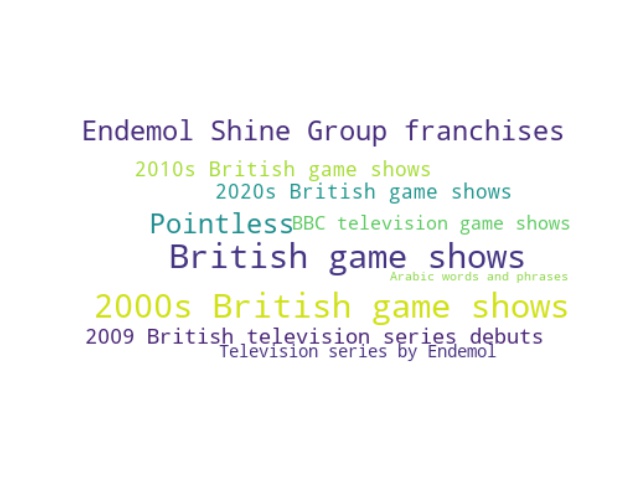 Endemol Shine Group franchises
2010s British game shows
2020s British game shows
Pointless
BBC television game shows
British game shows
Arabic words and phrases
2000s British game shows
2009 British television series debuts
Television series by Endemol